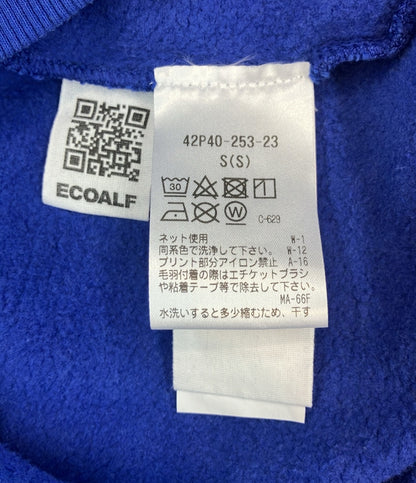 ECOALF
42P40-253-23
S(S)
30
C-629
ネット使用 W-1
同系色で洗浄して下さい。 W-12
プリント部分アイロン禁止 A-16
毛羽付着の際はエチケットブラシ
や粘着テープ等で除去して下さい。
MA-66F
水洗いすると多少縮むため、干す